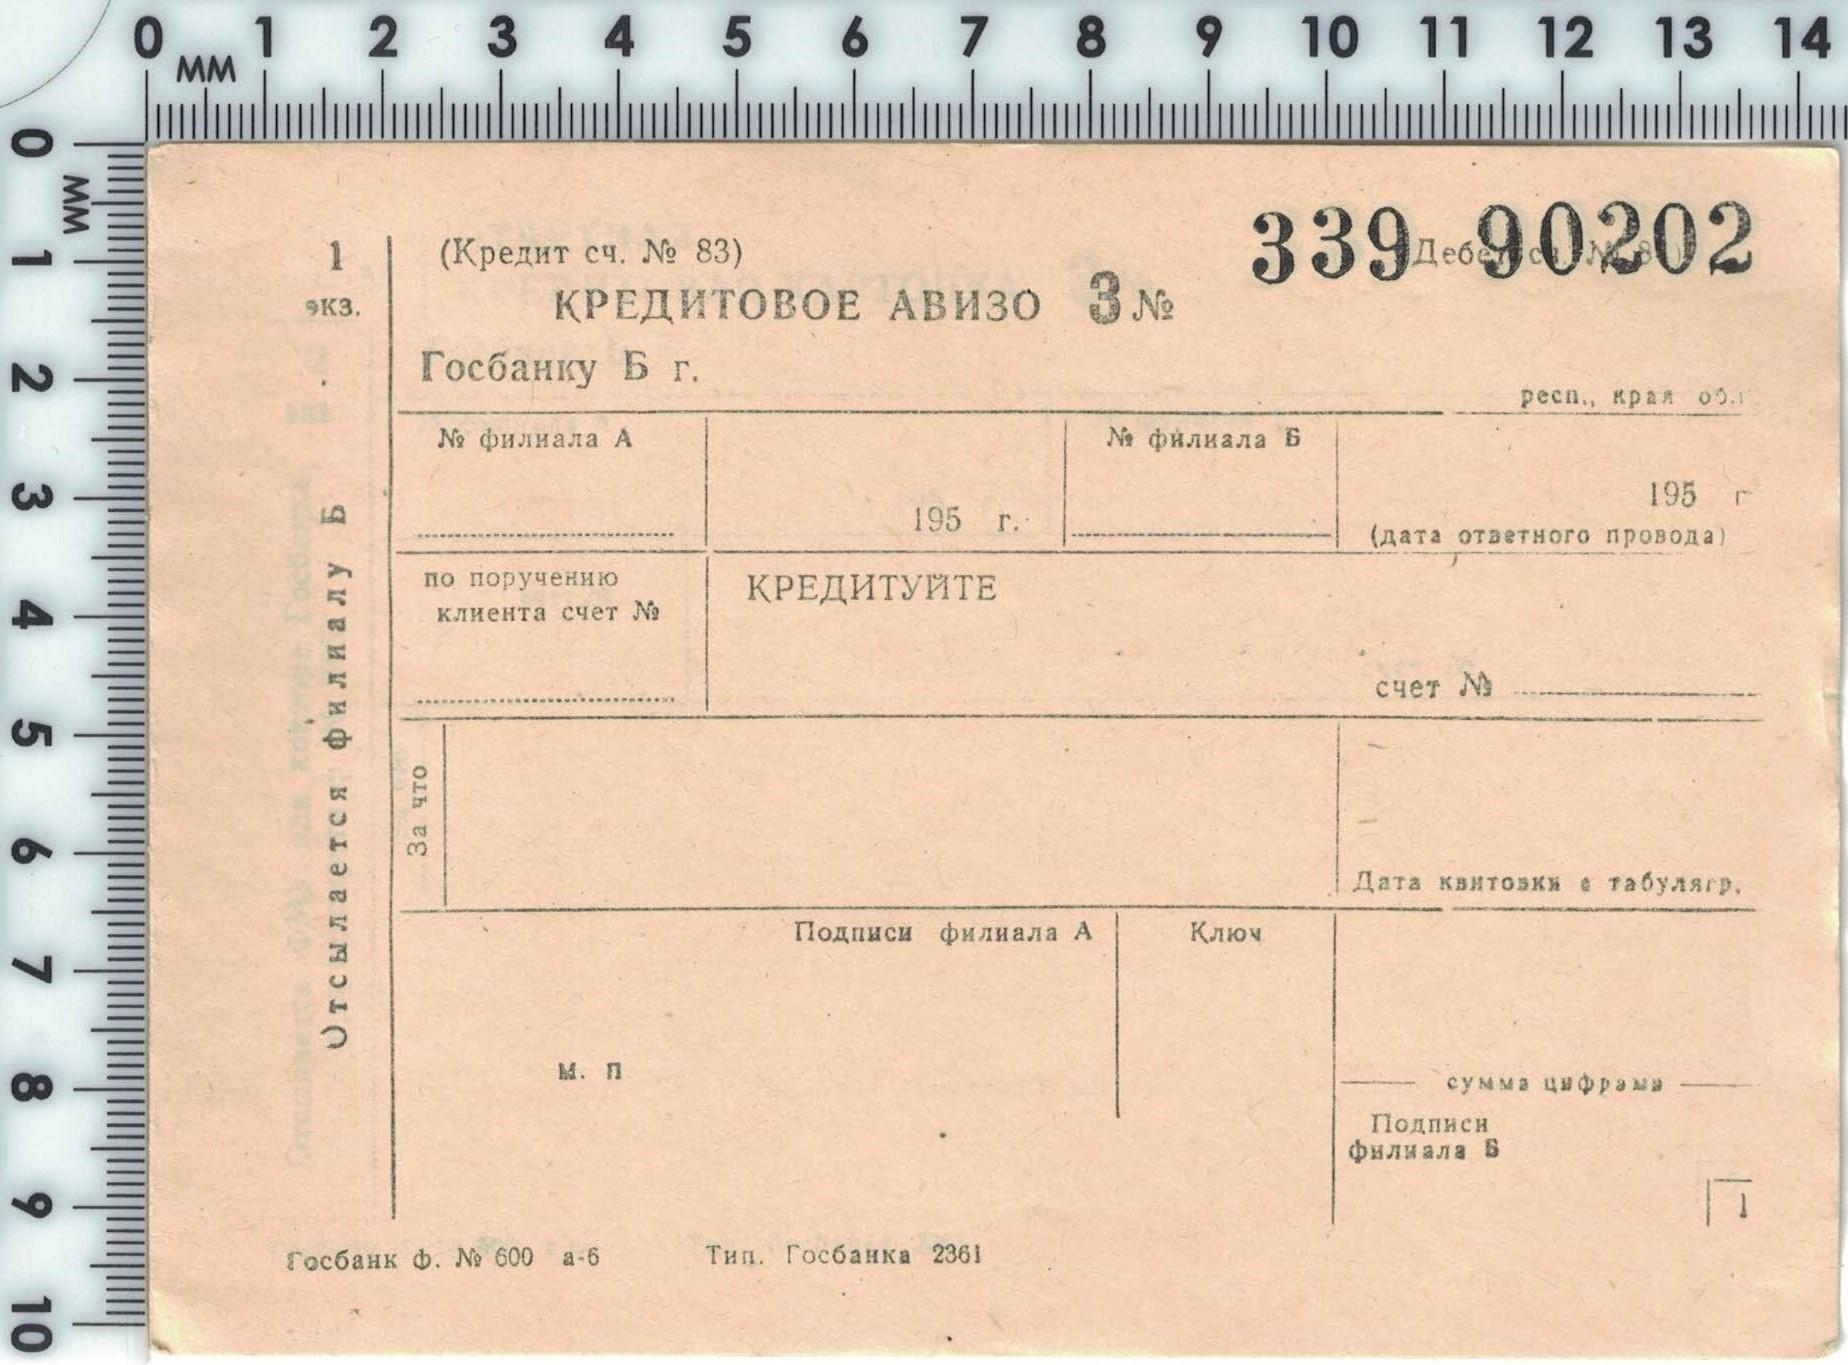 0 1 2 3 4 5 6 7 8 9 10 11 12 13 14
MM
0 1 2 3 4 5 6 7 8 9 10
MM
339 90202
1
экз.
Отсылается филиалу Б
(Кредит сч. № 83)
КРЕДИТОВОЕ АВИЗО 3 №
Госбанку Б г.
респ., края обл
№ филиала А
195 г.
№ филиала Б
195 г
(дата ответного провода)
по поручению
клиента счет №
КРЕДИТУЙТЕ
счет №
За что
Дата квитовки с табулягр.
Подписи филиала А
Ключ
М. П
сумма цифрами
Подписи
филиала Б
1
Госбанк ф. № 600 а-6 Тип. Госбанка 2361